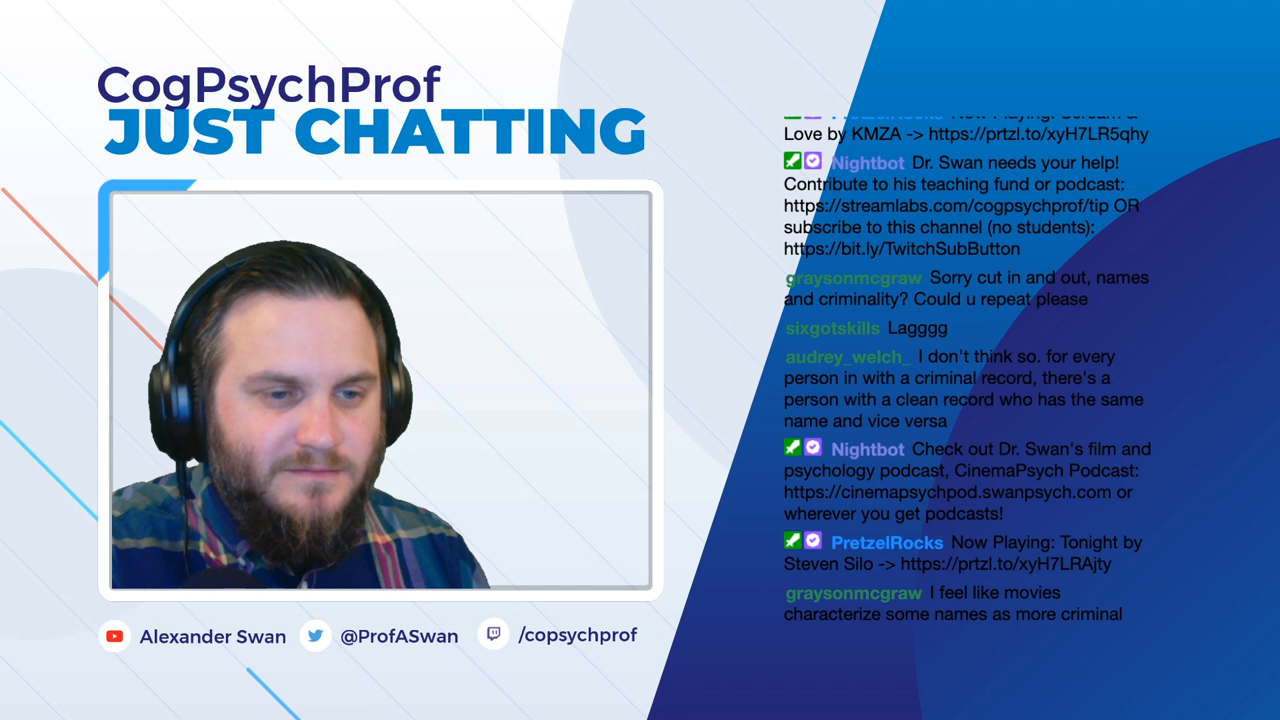 CogPsychProf
JUST CHATTING
Alexander Swan
@ProfASwan
/copsychprof
PretzelRocks Now Playing: Scream &
Love by KMZA -> https://prtzl.to/xyH7LR5qhy
Nightbot Dr. Swan needs your help!
Contribute to his teaching fund or podcast:
https://streamlabs.com/cogpsychprof/tip OR
subscribe to this channel (no students):
https://bit.ly/TwitchSubButton
graysonmcgraw Sorry cut in and out, names
and criminality? Could u repeat please
sixgotskills Lagggg
audrey_welch_ I don't think so. for every
person in with a criminal record, there's a
person with a clean record who has the same
name and vice versa
Nightbot Check out Dr. Swan's film and
psychology podcast, CinemaPsych Podcast:
https://cinemapsychpod.swanpsych.com or
wherever you get podcasts!
PretzelRocks Now Playing: Tonight by
Steven Silo -> https://prtzl.to/xyH7LRAjty
graysonmcgraw I feel like movies
characterize some names as more criminal